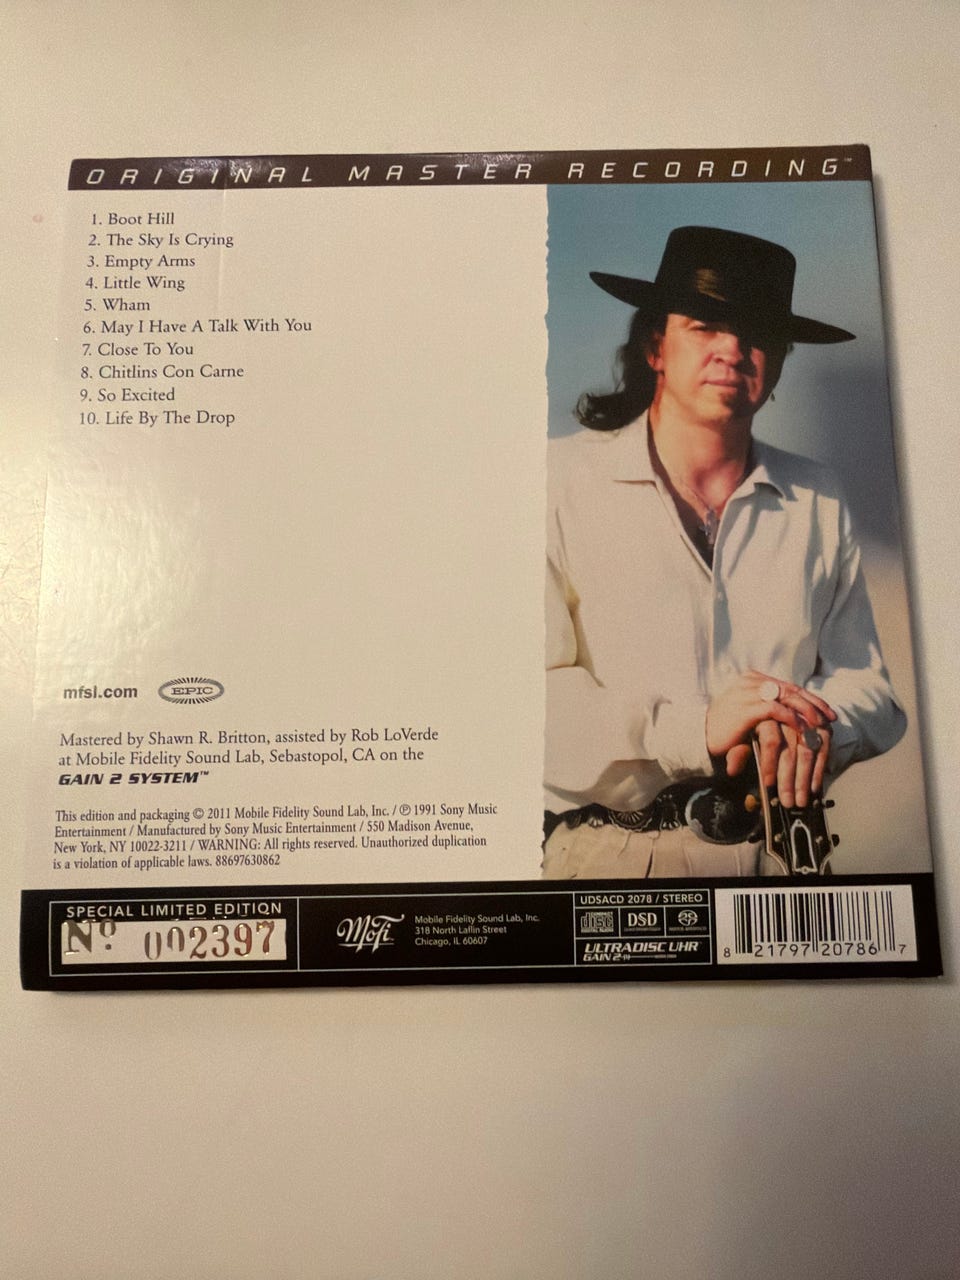 ORIGINAL MASTER RECORDING™
1. Boot Hill
2. The Sky Is Crying
3. Empty Arms
4. Little Wing
5. Wham
6. May I Have A Talk With You
7. Close To You
8. Chitlins Con Carne
9. So Excited
10. Life By The Drop
mfsl.com EPIC
Mastered by Shawn R. Britton, assisted by Rob LoVerde
at Mobile Fidelity Sound Lab, Sebastopol, CA on the
GAIN 2 SYSTEM™
This edition and packaging © 2011 Mobile Fidelity Sound Lab, Inc. / ℗ 1991 Sony Music
Entertainment / Manufactured by Sony Music Entertainment / 550 Madison Avenue,
New York, NY 10022-3211 / WARNING: All rights reserved. Unauthorized duplication
is a violation of applicable laws. 88697630862
SPECIAL LIMITED EDITION
Nº 002397
MoFi
Mobile Fidelity Sound Lab, Inc.
318 North Laflin Street
Chicago, IL 60607
UDSACD 2078 / STEREO
COMPACT disc DIGITAL AUDIO
DSD
ULTRADISC UHR™
GAIN 2
8 21797 20786 7